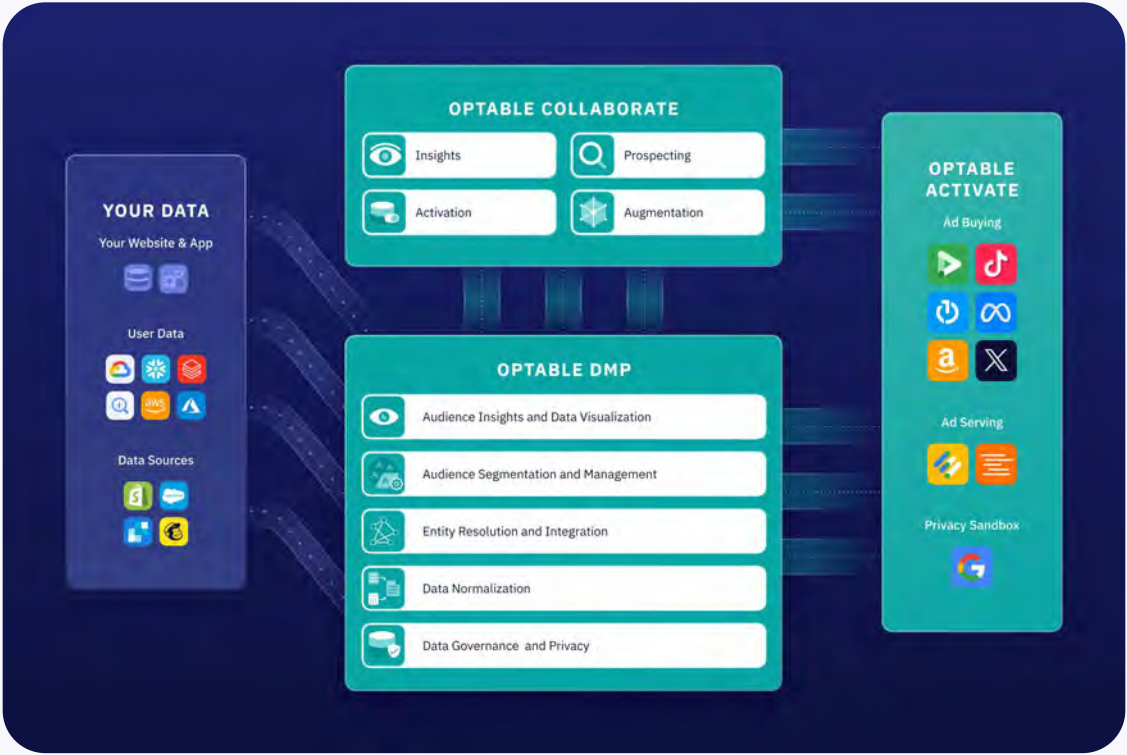 YOUR DATA
Your Website & App
User Data
aws
Data Sources
OPTABLE COLLABORATE
Insights
Prospecting
Activation
Augmentation
OPTABLE DMP
Audience Insights and Data Visualization
Audience Segmentation and Management
Entity Resolution and Integration
Data Normalization
Data Governance and Privacy
OPTABLE
ACTIVATE
Ad Buying
Ad Serving
Privacy Sandbox